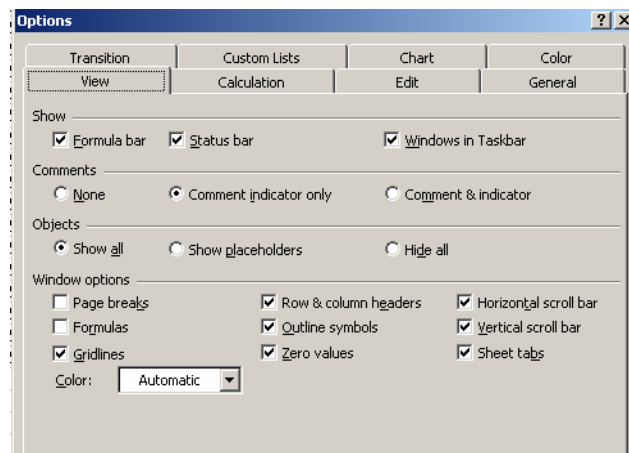 Options
Transition Custom Lists Chart Color
View Calculation Edit General
Show
Formula bar Status bar Windows in Taskbar
Comments
None Comment indicator only Comment & indicator
Objects
Show all Show placeholders Hide all
Window options
Page breaks Row & column headers Horizontal scroll bar
Formulas Outline symbols Vertical scroll bar
Gridlines Zero values Sheet tabs
Color: Automatic